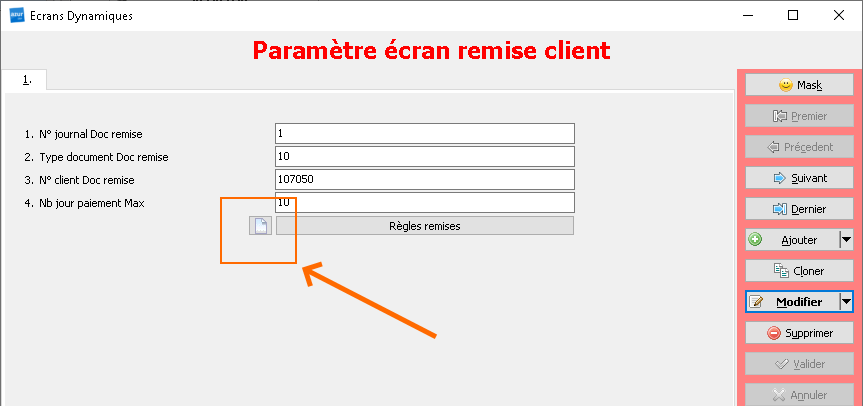 Ecrans Dynamiques
Paramètre écran remise client
1.
1. N° journal Doc remise 1
2. Type document Doc remise 10
3. N° client Doc remise 107050
4. Nb jour paiement Max 10
Règles remises
Mask
Premier
Précedent
Suivant
Dernier
Ajouter
Cloner
Modifier
Supprimer
Valider
Annuler